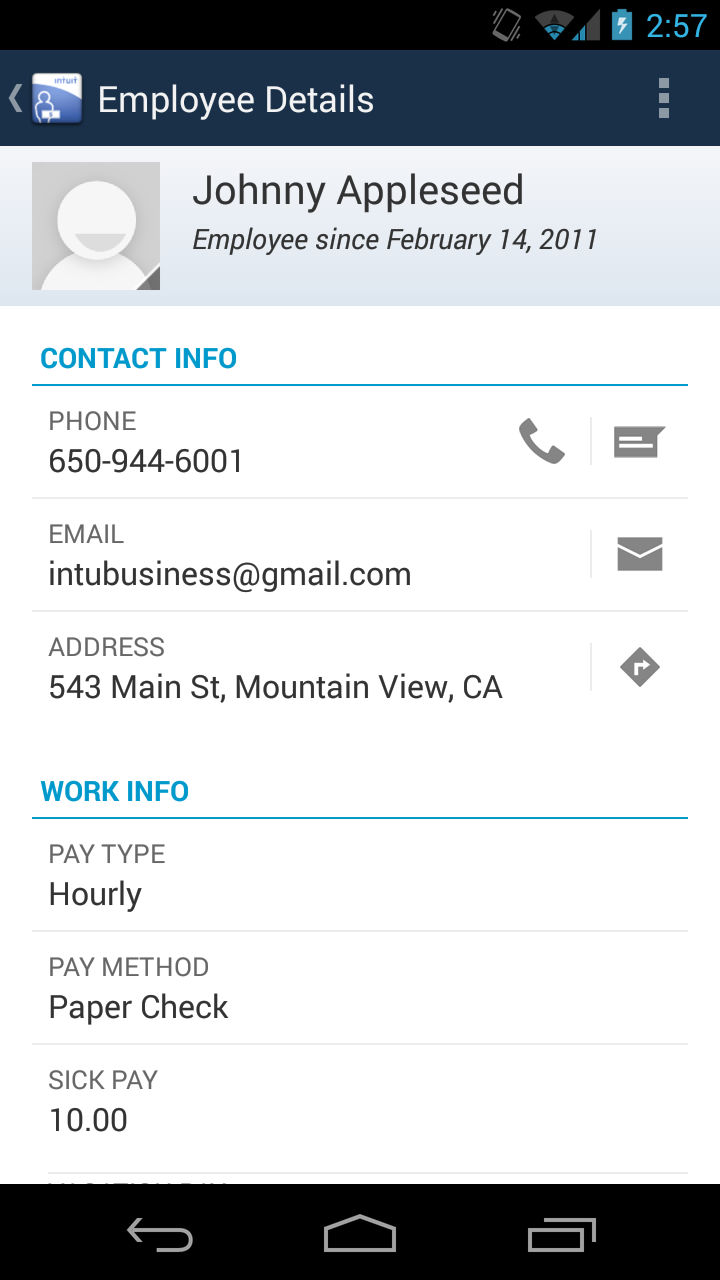 2:57
intuit
Employee Details
Johnny Appleseed
Employee since February 14, 2011
CONTACT INFO
PHONE
650-944-6001
EMAIL
intubusiness@gmail.com
ADDRESS
543 Main St, Mountain View, CA
WORK INFO
PAY TYPE
Hourly
PAY METHOD
Paper Check
SICK PAY
10.00